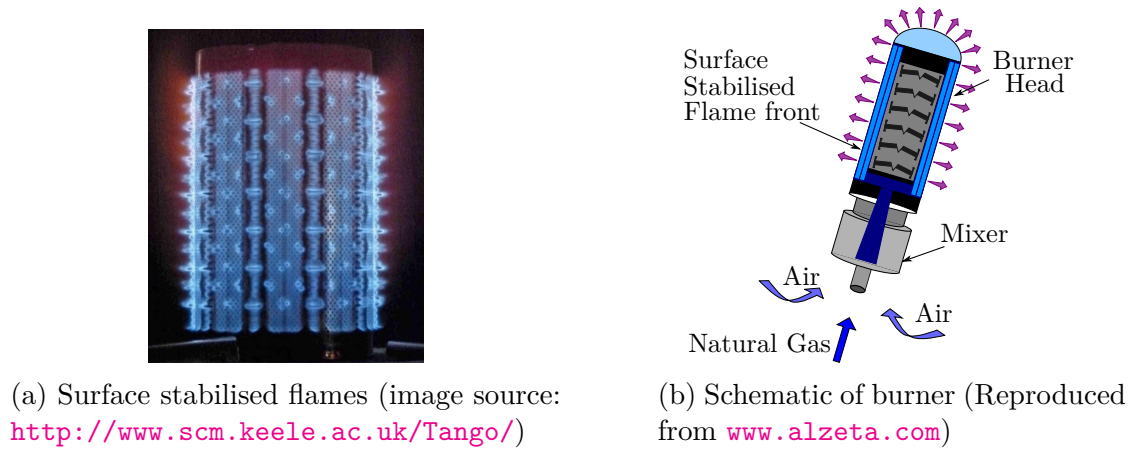 Surface
Stabilised
Flame front
Burner
Head
Mixer
Air
Air
Natural Gas
(a) Surface stabilised flames (image source:
http://www.scm.keele.ac.uk/Tango/)
(b) Schematic of burner (Reproduced
from www.alzeta.com)